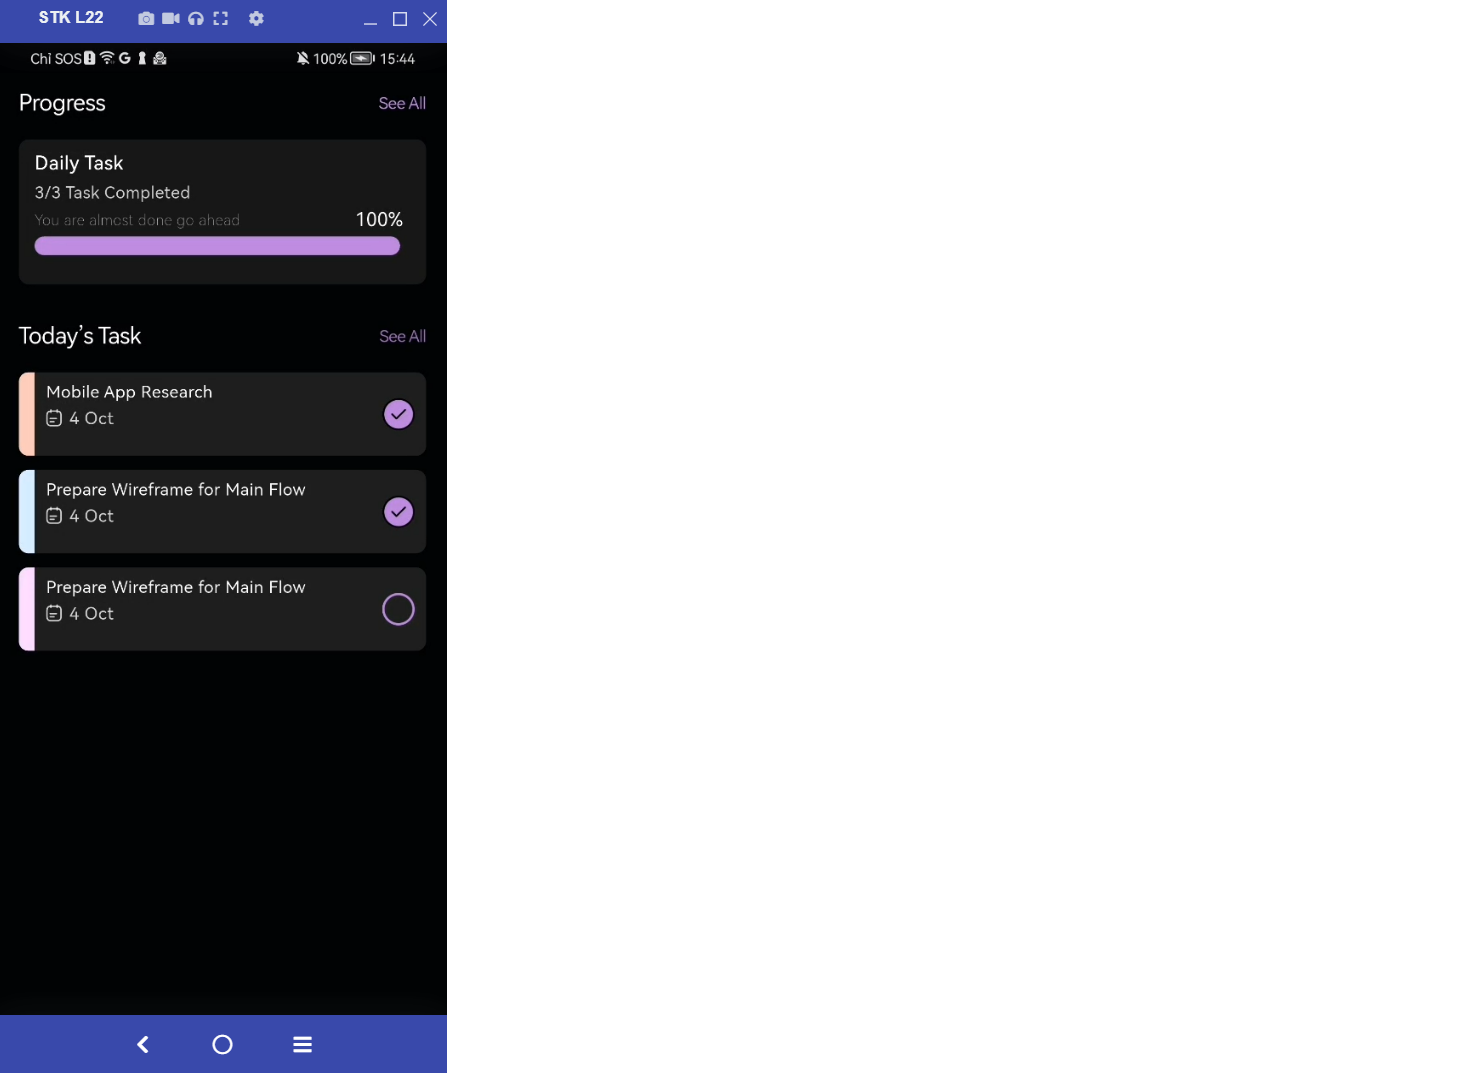 STK L22
Chỉ SOS 100% 15:44
Progress See All
Daily Task
3/3 Task Completed
You are almost done go ahead 100%
Today’s Task See All
Mobile App Research
4 Oct
Prepare Wireframe for Main Flow
4 Oct
Prepare Wireframe for Main Flow
4 Oct